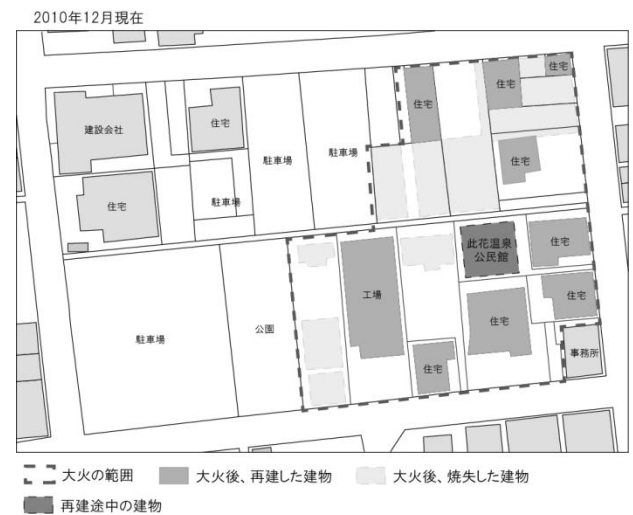 2010年12月現在
住宅
住宅
住宅
建設会社
住宅
駐車場
駐車場
住宅
駐車場
住宅
此花温泉
公民館
住宅
工場
住宅
住宅
公園
駐車場
事務所
住宅
大火の範囲
大火後、再建した建物
大火後、焼失した建物
再建途中の建物